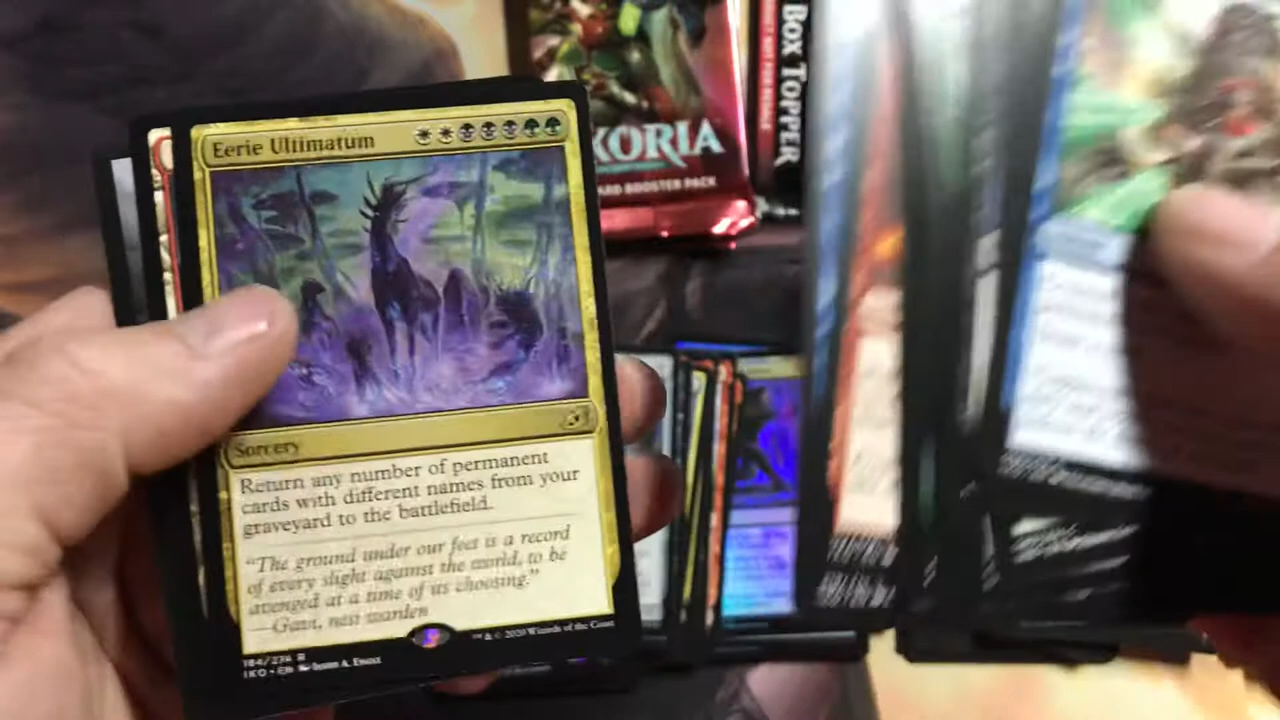 Eerie Ultimatum
Sorcery
Return any number of permanent
cards with different names from your
graveyard to the battlefield.
"The ground under our feet is a record
of every slight against the world, to be
avenged at a time of its choosing."
—Gavi, nest warden
184/274 R
IKO • EN Jason A. Engle
™ & © 2020 Wizards of the Coast
KORIA
ARD BOOSTER PACK
BOX TOPPER